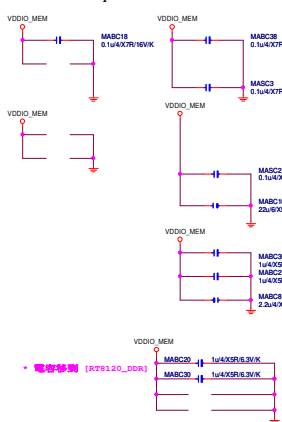 VDDIO_MEM
MABC18
0.1u/4/X7R/16V/K
VDDIO_MEM
MABC38
0.1u/4/X7R
MASC3
0.1u/4/X7R
VDDIO_MEM
VDDIO_MEM
MASC2
0.1u/4/X
MABC1
22u/6/X
VDDIO_MEM
MABC3
1u/4/X5
MABC2
1u/4/X5
MABC8
2.2u/4/X
VDDIO_MEM
MABC20 1u/4/X5R/6.3V/K
* 電容移到 [RT8120_DDR]
MABC30 1u/4/X5R/6.3V/K